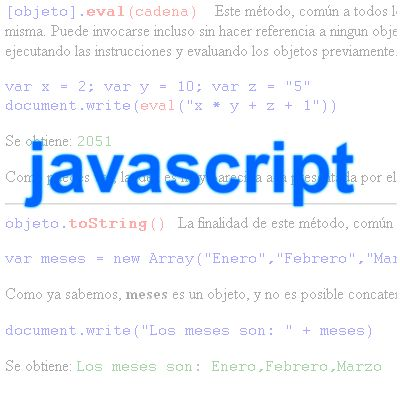 [objeto].eval(cadena) Este método, común a todos l
misma. Puede invocarse incluso sin hacer referencia a ningun obje
ejecutando las instrucciones y evaluando los objetos previamente
var x = 2; var y = 10; var z = "5"
document.write(eval("x * y + z + 1"))
Se obtiene: 2051
javascript
objeto.toString() La finalidad de este método, común
var meses = new Array("Enero","Febrero","Mar
Como ya sabemos, meses es un objeto, y no es posible concate
document.write("Los meses son: " + meses)
Se obtiene: Los meses son: Enero,Febrero,Marzo